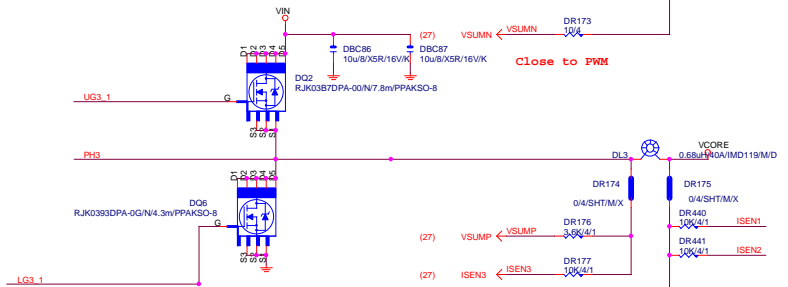 VIN
DR173
(27) VSUMN VSUMN
10/4
DBC86
10u/8/X5R/16V/K
DBC87
10u/8/X5R/16V/K
Close to PWM
D1 D2 D3 D4 D5
DQ2
RJK03B7DPA-00/N/7.8m/PPAKSO-8
UG3_1
G
S3 S2 S1
PH3
DL3
VCORE
0.68uH/40A/IMD119/M/D
D1 D2 D3 D4 D5
DQ6
RJK0393DPA-0G/N/4.3m/PPAKSO-8
G
S3 S2 S1
DR174
0/4/SHT/M/X
DR175
0/4/SHT/M/X
DR176
(27) VSUMP VSUMP
3.6K/4/1
DR440
10K/4/1
ISEN1
DR441
10K/4/1
ISEN2
DR177
(27) ISEN3 ISEN3
10K/4/1
LG3_1